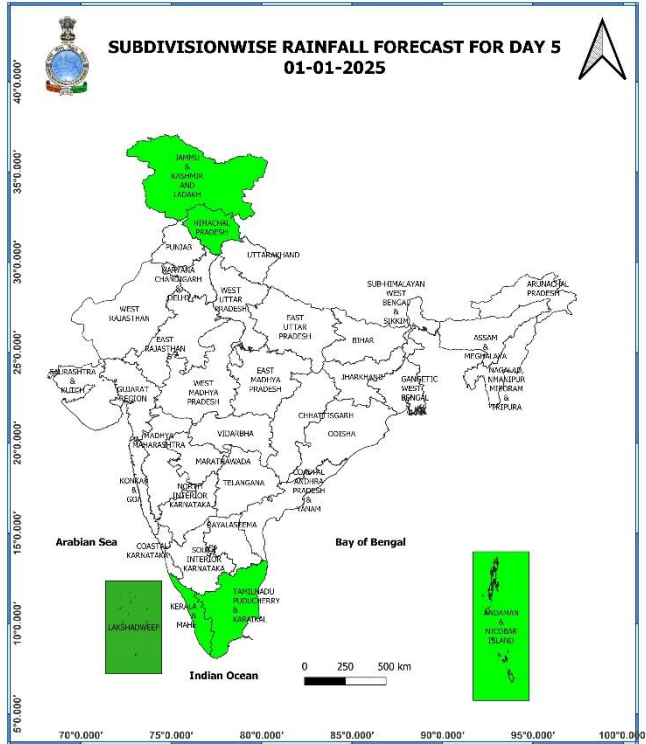 SUBDIVISIONWISE RAINFALL FORECAST FOR DAY 5
01-01-2025
40°0.000'
35°0.000'
30°0.000'
25°0.000'
20°0.000'
15°0.000'
10°0.000'
5°0.000'
JAMMU
&
KASHMIR
AND
LADAKH
HIMACHAL
PRADESH
PUNJAB
UTTARAKHAND
HARYANA
CHANDIGARH
&
DELHI
WEST
UTTAR
PRADESH
SUB-HIMALAYAN
WEST
BENGAL
&
SIKKIM
ARUNACHAL
PRADESH
WEST
RAJASTHAN
EAST
UTTAR
PRADESH
EAST
RAJASTHAN
BIHAR
ASSAM
&
MEGHALAYA
SAURASHTRA
&
KUTCH
GUJARAT
REGION
WEST
MADHYA
PRADESH
EAST
MADHYA
PRADESH
JHARKHAND
GANGETIC
WEST
BENGAL
NAGALAD,
NMANIPUR
MIZORAM
&
TRIPURA
CHHATTISGARH
ODISHA
MADHYA
MAHARASHTRA
VIDARBHA
MARATHAWADA
TELANGANA
COASTAL
ANDHRA
PRADESH
&
YANAM
KONKAN
&
GOA
NORTH
INTERIOR
KARNATAKA
RAYALASEEMA
Arabian Sea
COASTAL
KARNATAKA
SOUTH
INTERIOR
KARNATAKA
Bay of Bengal
LAKSHADWEEP
KERALA
&
MAHE
TAMILNADU
PUDUCHERRY
&
KARAIKAL
ANDAMAN
&
NICOBAR
ISLAND
Indian Ocean
0 250 500 km
70°0.000' 75°0.000' 80°0.000' 85°0.000' 90°0.000' 95°0.000' 100°0.000'